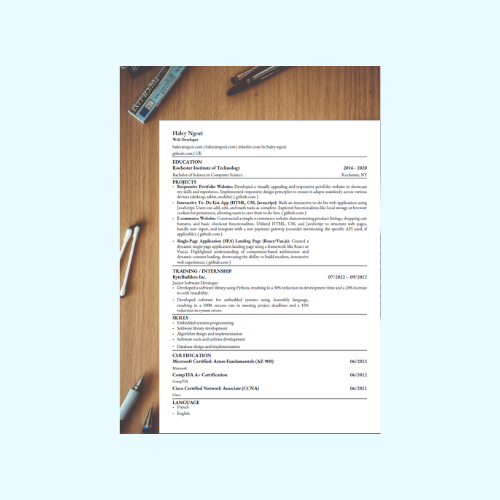 Haley Ngozi
Web Developer
haley@ngozi.com | haley@ngozi.com | linkedin.com/in/haley-ngozi
github.com | UK
EDUCATION
Rochester Institute of Technology 2016 - 2020
Bachelor of Science in Computer Science Rochester, NY
PROJECTS
• Responsive Portfolio Website: Developed a visually appealing and responsive portfolio website to showcase
my skills and experience. Implemented responsive design principles to ensure it adapts seamlessly across various
devices (desktop, tablet, mobile). ( github.com )
• Interactive To-Do List App (HTML, CSS, Javascript): Built an interactive to-do list web application using
JavaScript. Users can add, edit, and mark tasks as complete. Explored functionalities like local storage or browser
cookies for persistence, allowing users to save their to-do lists. ( github.com )
• E-commerce Website: Constructed a simple e-commerce website demonstrating product listings, shopping cart
features, and basic checkout functionalities. Utilized HTML, CSS, and JavaScript to structure web pages,
handle user input, and integrate with a test payment gateway (consider mentioning the specific API used, if
applicable). ( github.com )
• Single-Page Application (SPA) Landing Page (React/Vue.js): Created a
dynamic single-page application landing page using a framework like React or
Vue.js. Highlighted understanding of component-based architecture and
dynamic content loading, showcasing the ability to build modern, interactive
web experiences. ( github.com )
TRAINING / INTERNSHIP
ByteBuilders Inc. 07/2022 – 09/2022
Junior Software Developer
• Developed a software library using Python, resulting in a 30% reduction in development time and a 20% increase
in code reusability.
• Developed software for embedded systems using Assembly language,
resulting in a 100% success rate in meeting project deadlines and a 15%
reduction in system errors.
SKILLS
• Embedded systems programming
• Software library development
• Algorithm design and implementation
• Software tools and utilities development
• Database design and implementation
CERTIFICATION
Microsoft Certified: Azure Fundamentals (AZ-900) 06/2023
Microsoft
CompTIA A+ Certification 06/2022
CompTIA
Cisco Certified Network Associate (CCNA) 06/2021
Cisco
LANGUAGE
• French
• English